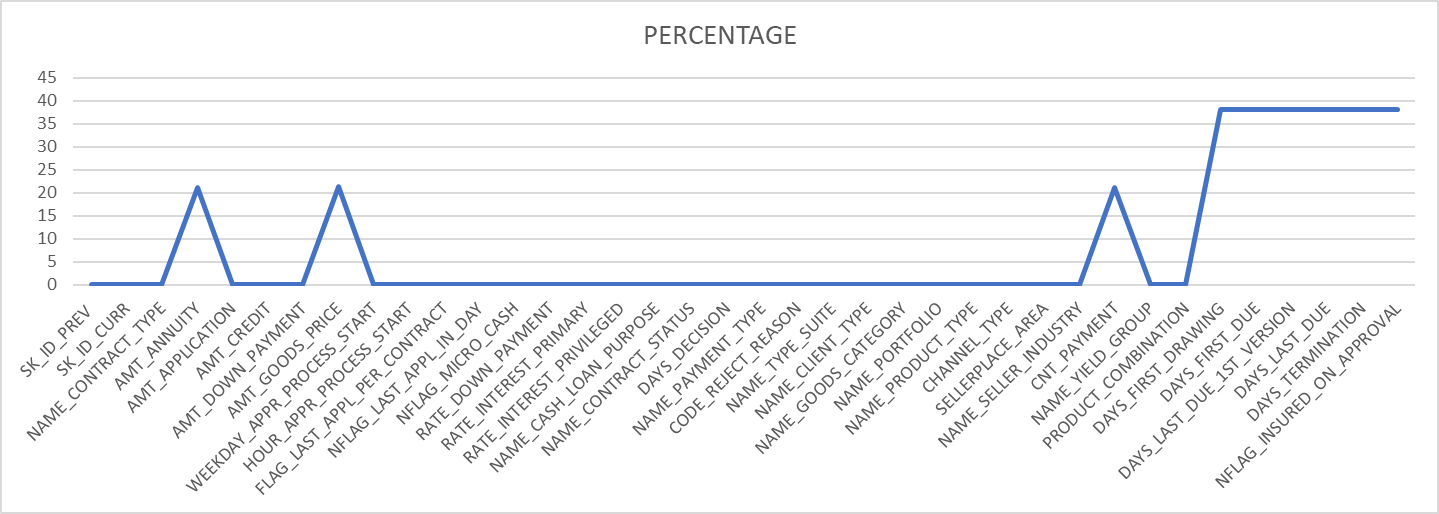 PERCENTAGE
45
40
35
30
25
20
15
10
5
0
SK_ID_PREV
SK_ID_CURR
NAME_CONTRACT_TYPE
AMT_ANNUITY
AMT_APPLICATION
AMT_CREDIT
AMT_DOWN_PAYMENT
AMT_GOODS_PRICE
WEEKDAY_APPR_PROCESS_START
HOUR_APPR_PROCESS_START
FLAG_LAST_APPL_PER_CONTRACT
NFLAG_LAST_APPL_IN_DAY
NFLAG_MICRO_CASH
RATE_DOWN_PAYMENT
RATE_INTEREST_PRIMARY
RATE_INTEREST_PRIVILEGED
NAME_CASH_LOAN_PURPOSE
NAME_CONTRACT_STATUS
DAYS_DECISION
NAME_PAYMENT_TYPE
CODE_REJECT_REASON
NAME_TYPE_SUITE
NAME_CLIENT_TYPE
NAME_GOODS_CATEGORY
NAME_PORTFOLIO
NAME_PRODUCT_TYPE
CHANNEL_TYPE
SELLERPLACE_AREA
NAME_SELLER_INDUSTRY
CNT_PAYMENT
NAME_YIELD_GROUP
PRODUCT_COMBINATION
DAYS_FIRST_DRAWING
DAYS_FIRST_DUE
DAYS_LAST_DUE_1ST_VERSION
DAYS_LAST_DUE
DAYS_TERMINATION
NFLAG_INSURED_ON_APPROVAL